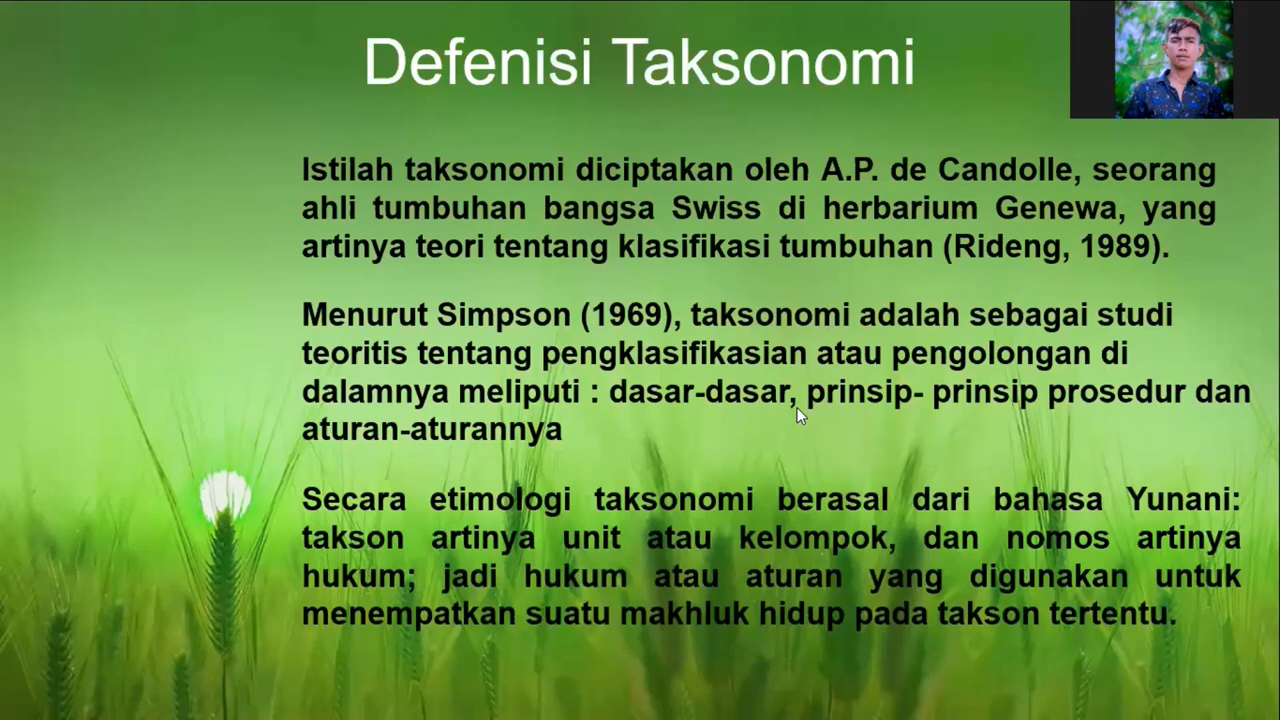 Defenisi Taksonomi
Istilah taksonomi diciptakan oleh A.P. de Candolle, seorang
ahli tumbuhan bangsa Swiss di herbarium Genewa, yang
artinya teori tentang klasifikasi tumbuhan (Rideng, 1989).
Menurut Simpson (1969), taksonomi adalah sebagai studi
teoritis tentang pengklasifikasian atau pengolongan di
dalamnya meliputi : dasar-dasar, prinsip- prinsip prosedur dan
aturan-aturannya
Secara etimologi taksonomi berasal dari bahasa Yunani:
takson artinya unit atau kelompok, dan nomos artinya
hukum; jadi hukum atau aturan yang digunakan untuk
menempatkan suatu makhluk hidup pada takson tertentu.